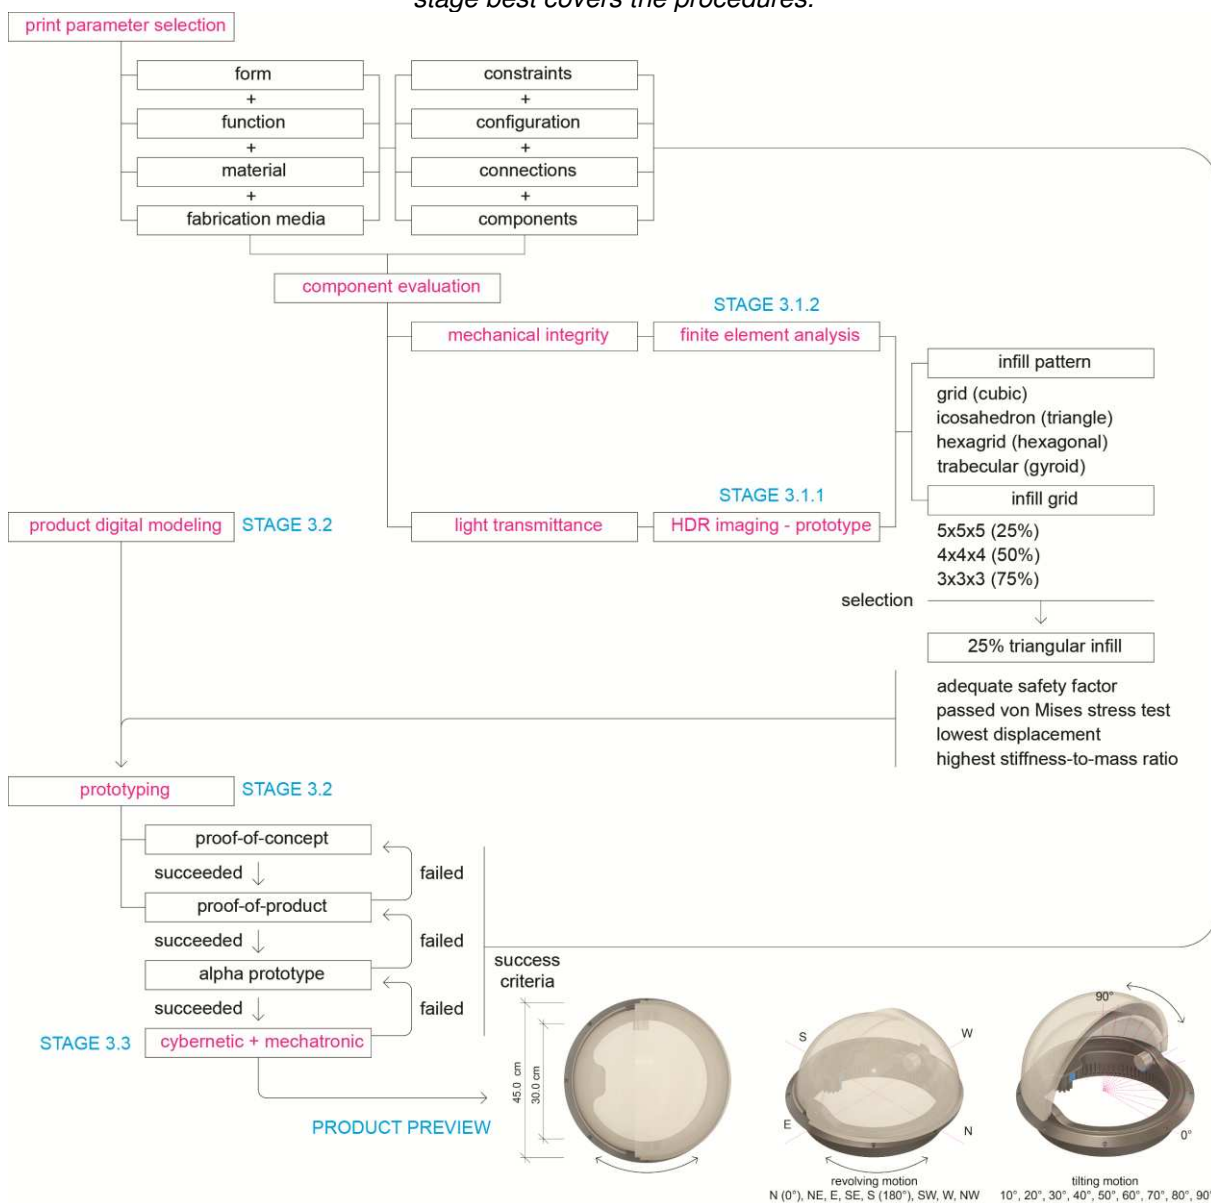 stage best covers the procedures.
print parameter selection
form
+
function
+
material
+
fabrication media
constraints
+
configuration
+
connections
+
components
component evaluation
STAGE 3.1.2
mechanical integrity
finite element analysis
infill pattern
grid (cubic)
icosahedron (triangle)
hexagrid (hexagonal)
trabecular (gyroid)
STAGE 3.1.1
infill grid
product digital modeling
STAGE 3.2
light transmittance
HDR imaging - prototype
5x5x5 (25%)
4x4x4 (50%)
3x3x3 (75%)
selection
25% triangular infill
adequate safety factor
passed von Mises stress test
lowest displacement
highest stiffness-to-mass ratio
prototyping
STAGE 3.2
proof-of-concept
succeeded
failed
proof-of-product
succeeded
failed
alpha prototype
succeeded
failed
success
criteria
STAGE 3.3
cybernetic + mechatronic
PRODUCT PREVIEW
45.0 cm
30.0 cm
S
W
E
N
90°
0°
revolving motion
N (0°), NE, E, SE, S (180°), SW, W, NW
tilting motion
10°, 20°, 30°, 40°, 50°, 60°, 70°, 80°, 90°